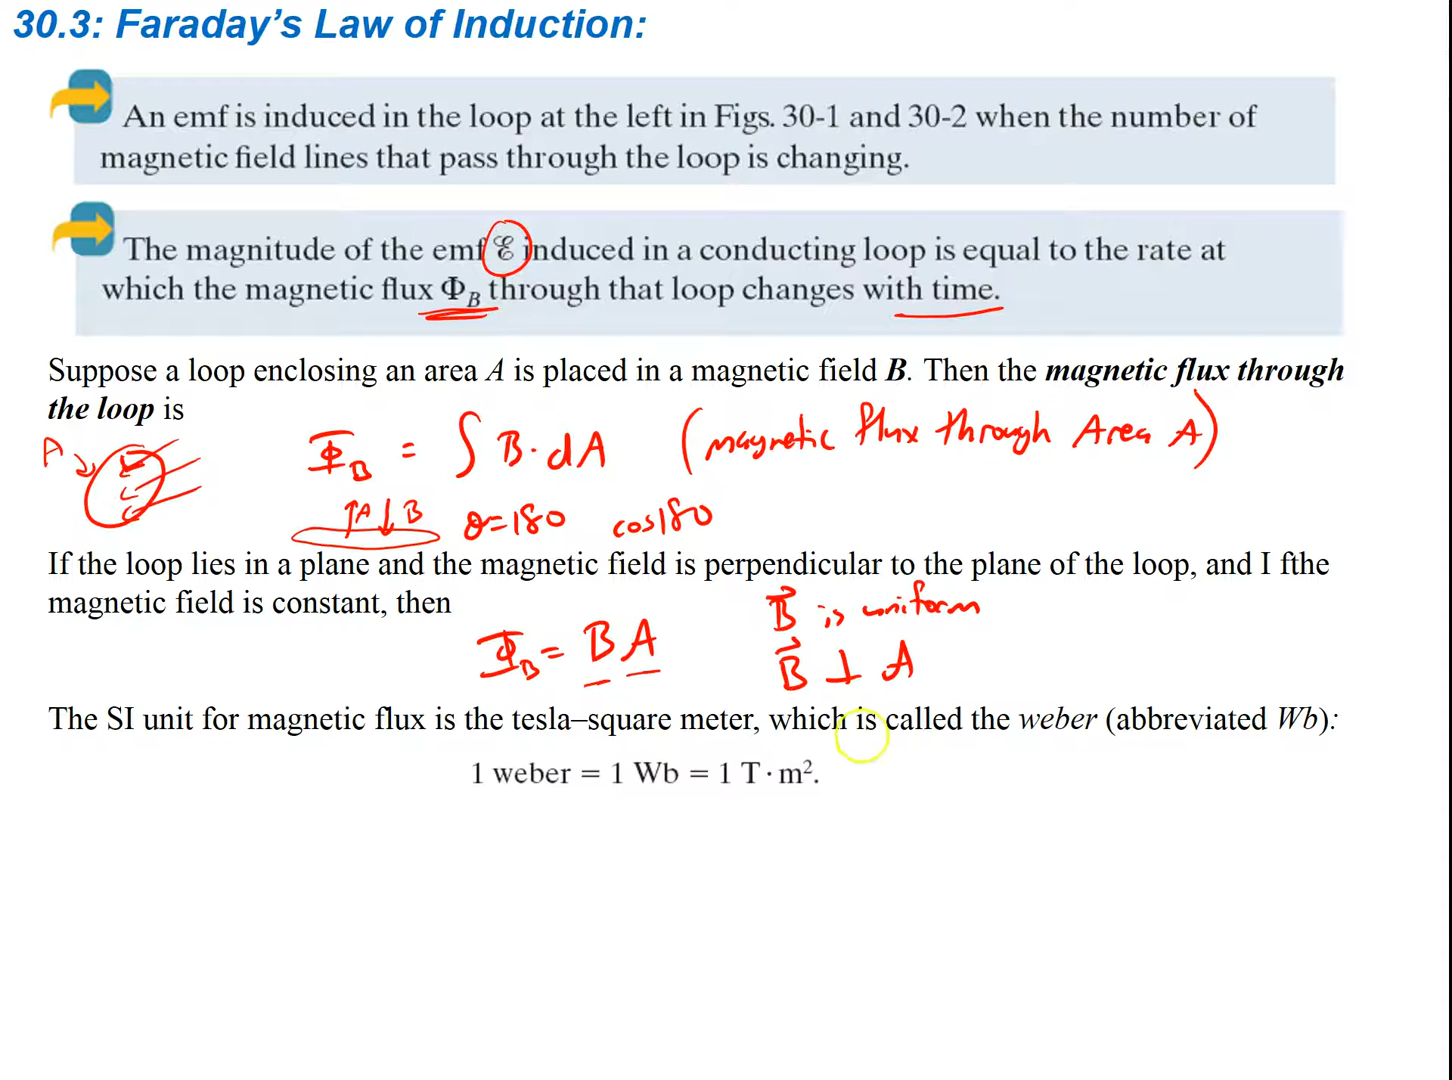 30.3: Faraday's Law of Induction:
An emf is induced in the loop at the left in Figs. 30-1 and 30-2 when the number of
magnetic field lines that pass through the loop is changing.
The magnitude of the emf ℰ induced in a conducting loop is equal to the rate at
which the magnetic flux Φ_B through that loop changes with time.
Suppose a loop enclosing an area A is placed in a magnetic field B. Then the magnetic flux through
the loop is
A
Φ_B = ∫ B · dA (magnetic flux through Area A)
↑A ↓B θ=180 cos180
If the loop lies in a plane and the magnetic field is perpendicular to the plane of the loop, and I fthe
magnetic field is constant, then
B⃗ is uniform
Φ_B = B A
B⃗ ⊥ A
The SI unit for magnetic flux is the tesla–square meter, which is called the weber (abbreviated Wb):
1 weber = 1 Wb = 1 T · m².